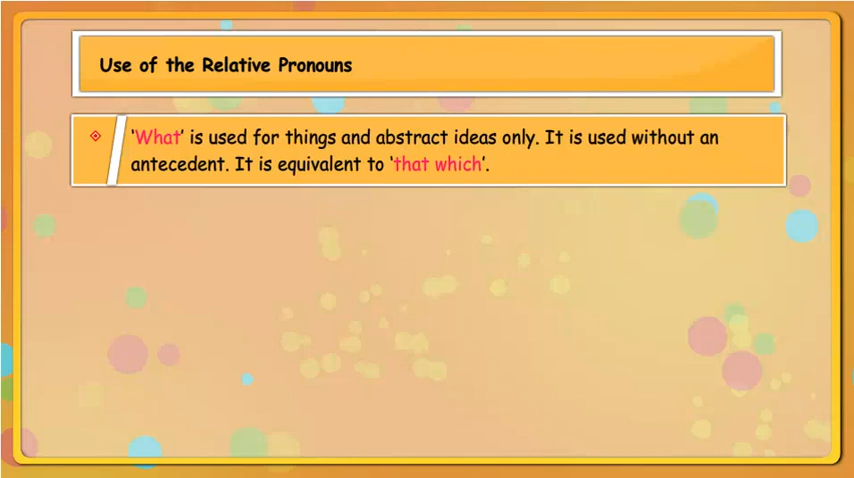 Use of the Relative Pronouns
‘What’ is used for things and abstract ideas only. It is used without an
antecedent. It is equivalent to ‘that which’.